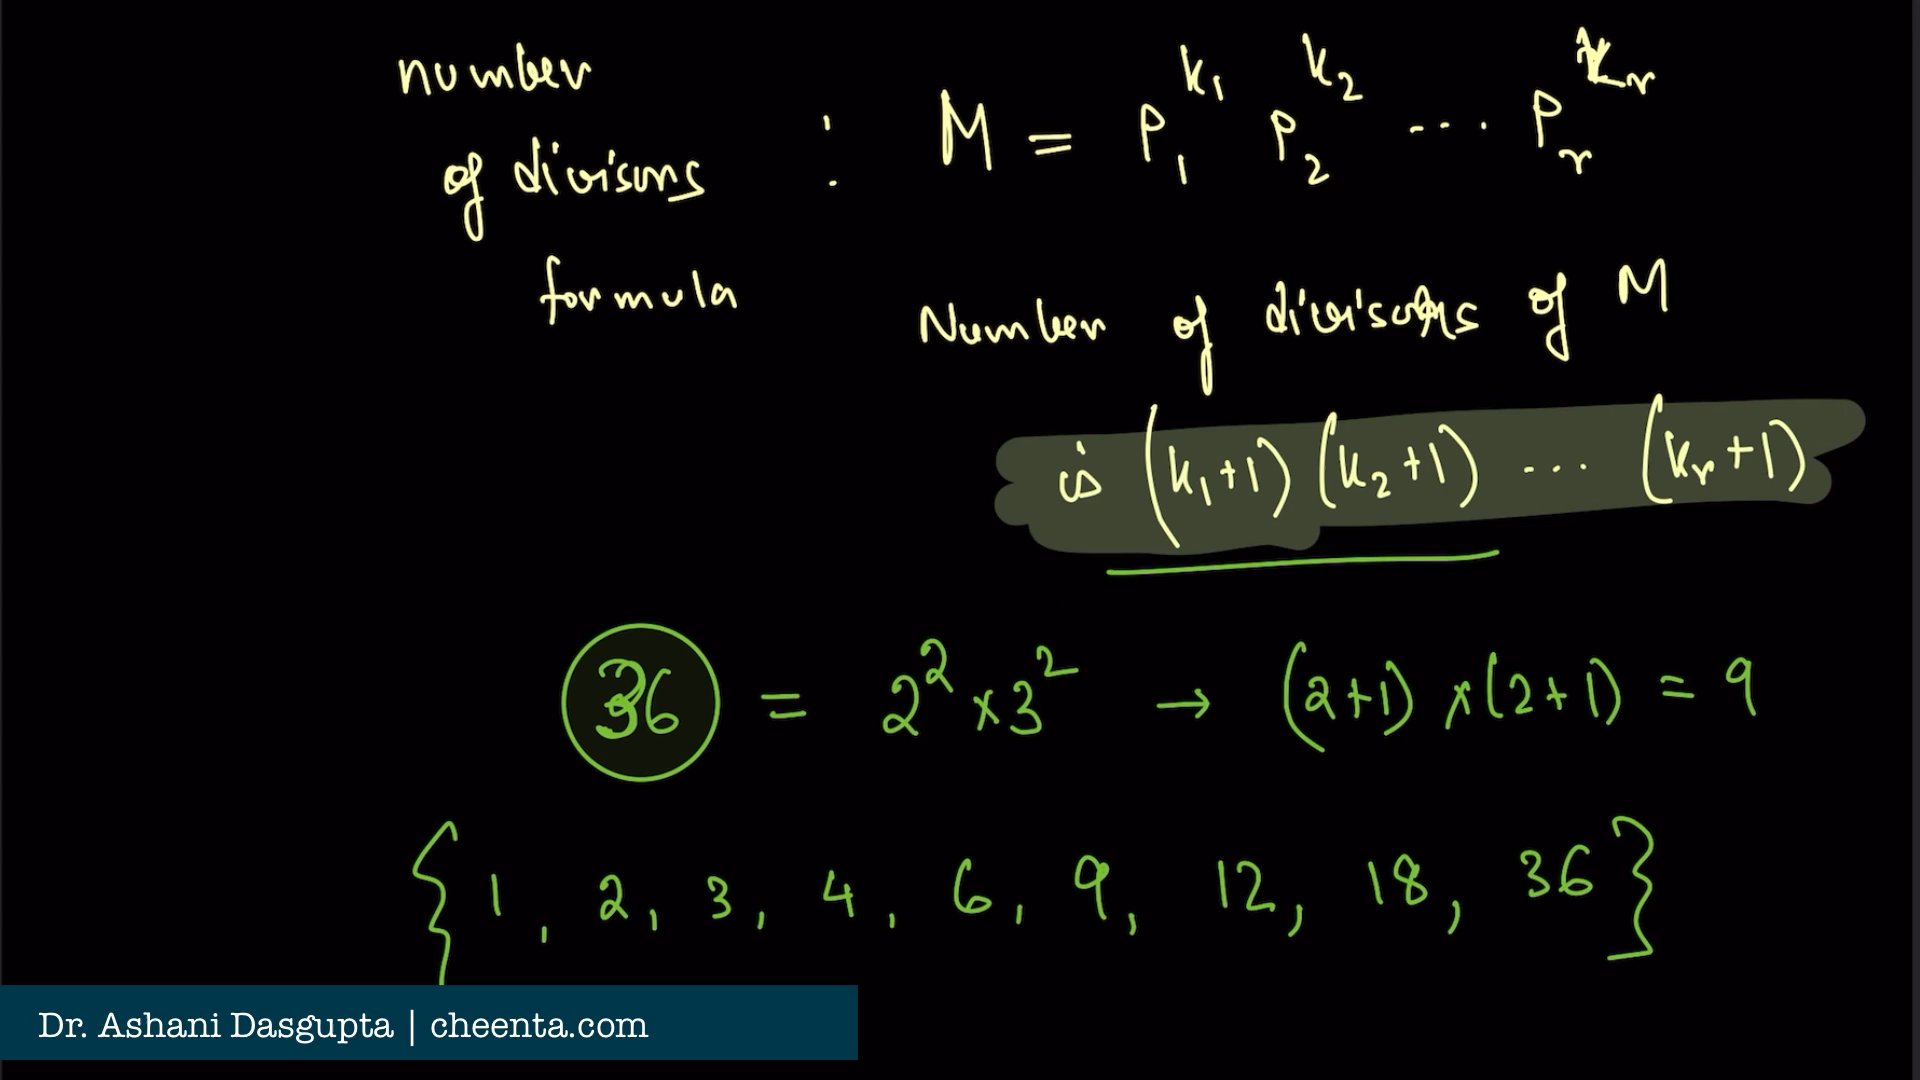 number
of divisors
formula
: M = P₁^k₁ P₂^k₂ ... P_r^k_r
Number of divisors of M
is (k₁+1) (k₂+1) ... (k_r+1)
36 = 2² × 3² → (2+1) × (2+1) = 9
{ 1, 2, 3, 4, 6, 9, 12, 18, 36 }
Dr. Ashani Dasgupta | cheenta.com